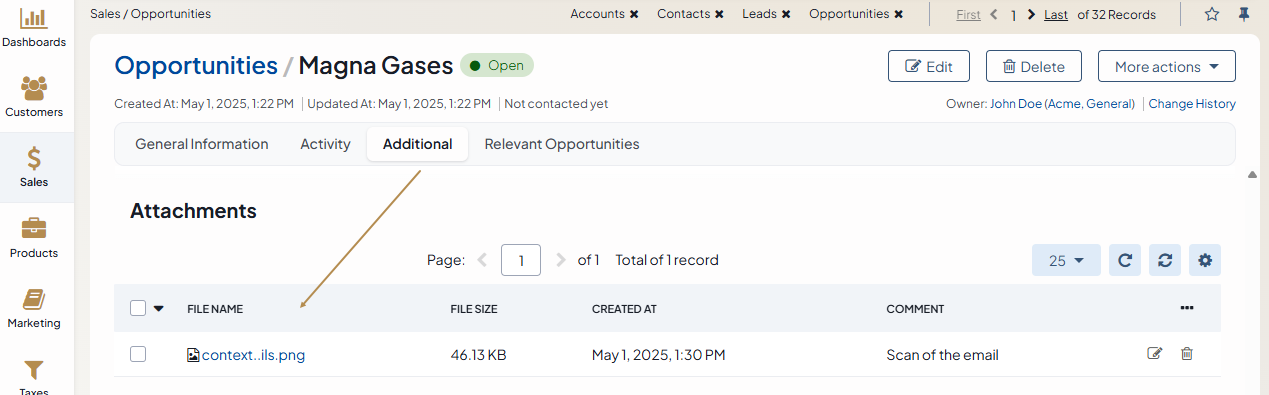 Sales / Opportunities
Accounts ✖ Contacts ✖ Leads ✖ Opportunities ✖
First 1 Last of 32 Records
Dashboards
Customers
Sales
Products
Marketing
Taxes
Opportunities / Magna Gases Open
Edit Delete More actions
Created At: May 1, 2025, 1:22 PM Updated At: May 1, 2025, 1:22 PM Not contacted yet
Owner: John Doe (Acme, General) Change History
General Information Activity Additional Relevant Opportunities
Attachments
Page: 1 of 1 Total of 1 record 25
FILE NAME FILE SIZE CREATED AT COMMENT
context..ils.png 46.13 KB May 1, 2025, 1:30 PM Scan of the email